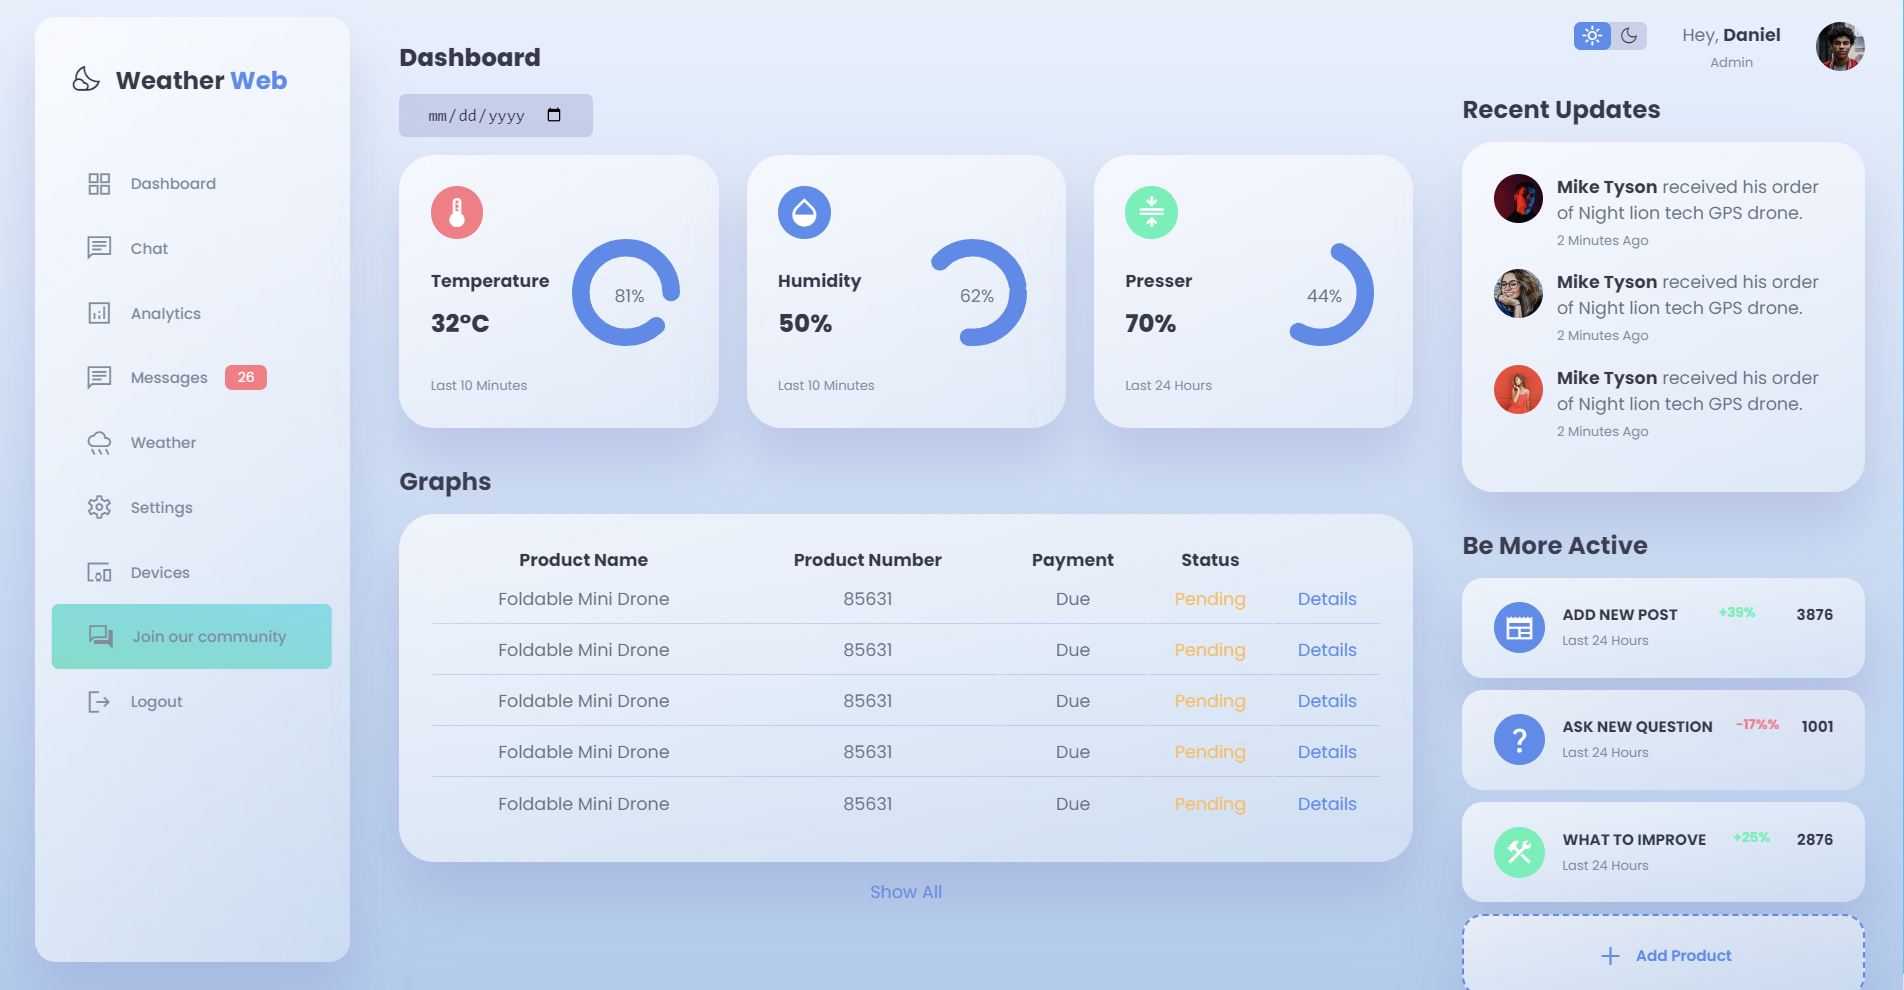 Weather Web
Dashboard
Chat
Analytics
Messages 26
Weather
Settings
Devices
Join our community
Logout
Dashboard
mm/dd/yyyy
Temperature
32°C
81%
Last 10 Minutes
Humidity
50%
62%
Last 10 Minutes
Presser
70%
44%
Last 24 Hours
Graphs
Product Name Product Number Payment Status
Foldable Mini Drone 85631 Due Pending Details
Foldable Mini Drone 85631 Due Pending Details
Foldable Mini Drone 85631 Due Pending Details
Foldable Mini Drone 85631 Due Pending Details
Foldable Mini Drone 85631 Due Pending Details
Show All
Hey, Daniel
Admin
Recent Updates
Mike Tyson received his order
of Night lion tech GPS drone.
2 Minutes Ago
Mike Tyson received his order
of Night lion tech GPS drone.
2 Minutes Ago
Mike Tyson received his order
of Night lion tech GPS drone.
2 Minutes Ago
Be More Active
ADD NEW POST +39% 3876
Last 24 Hours
ASK NEW QUESTION -17%% 1001
Last 24 Hours
WHAT TO IMPROVE +25% 2876
Last 24 Hours
Add Product